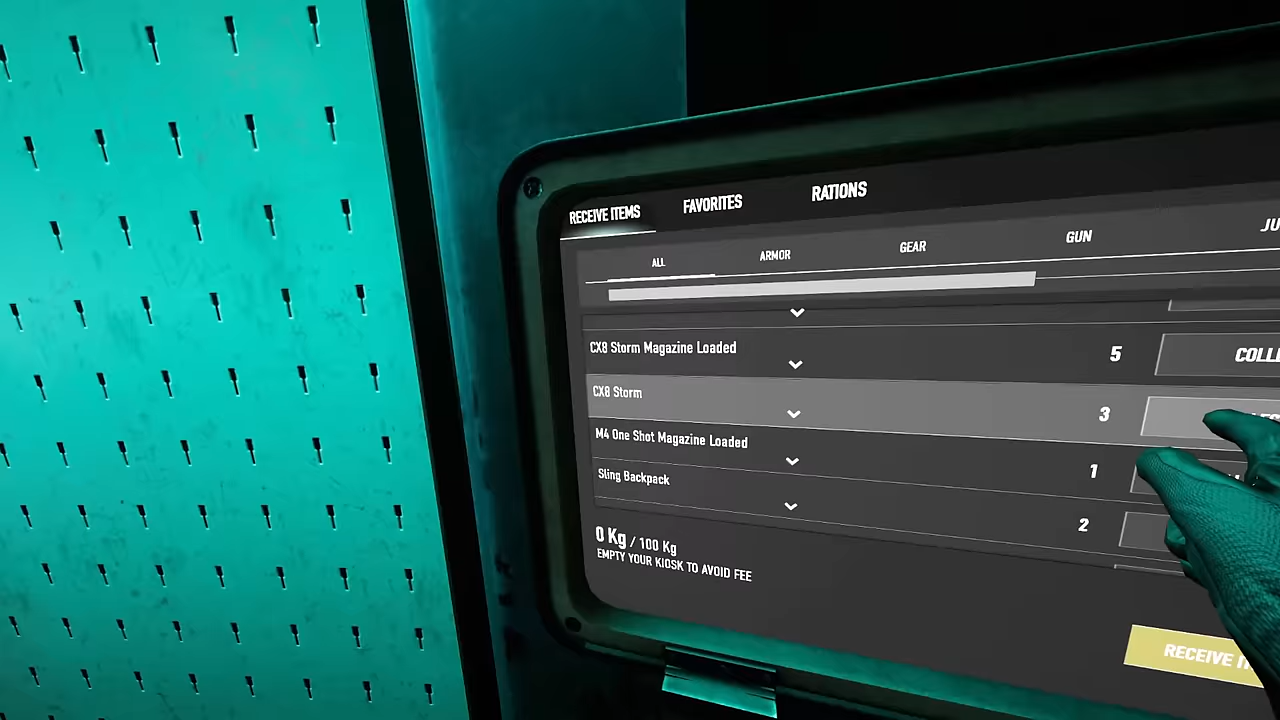 RECEIVE ITEMS FAVORITES RATIONS
ALL ARMOR GEAR GUN
CX8 Storm Magazine Loaded 5
CX8 Storm 3
M4 One Shot Magazine Loaded 1
Sling Backpack 2
0 Kg / 100 Kg
EMPTY YOUR KIOSK TO AVOID FEE
RECEIVE